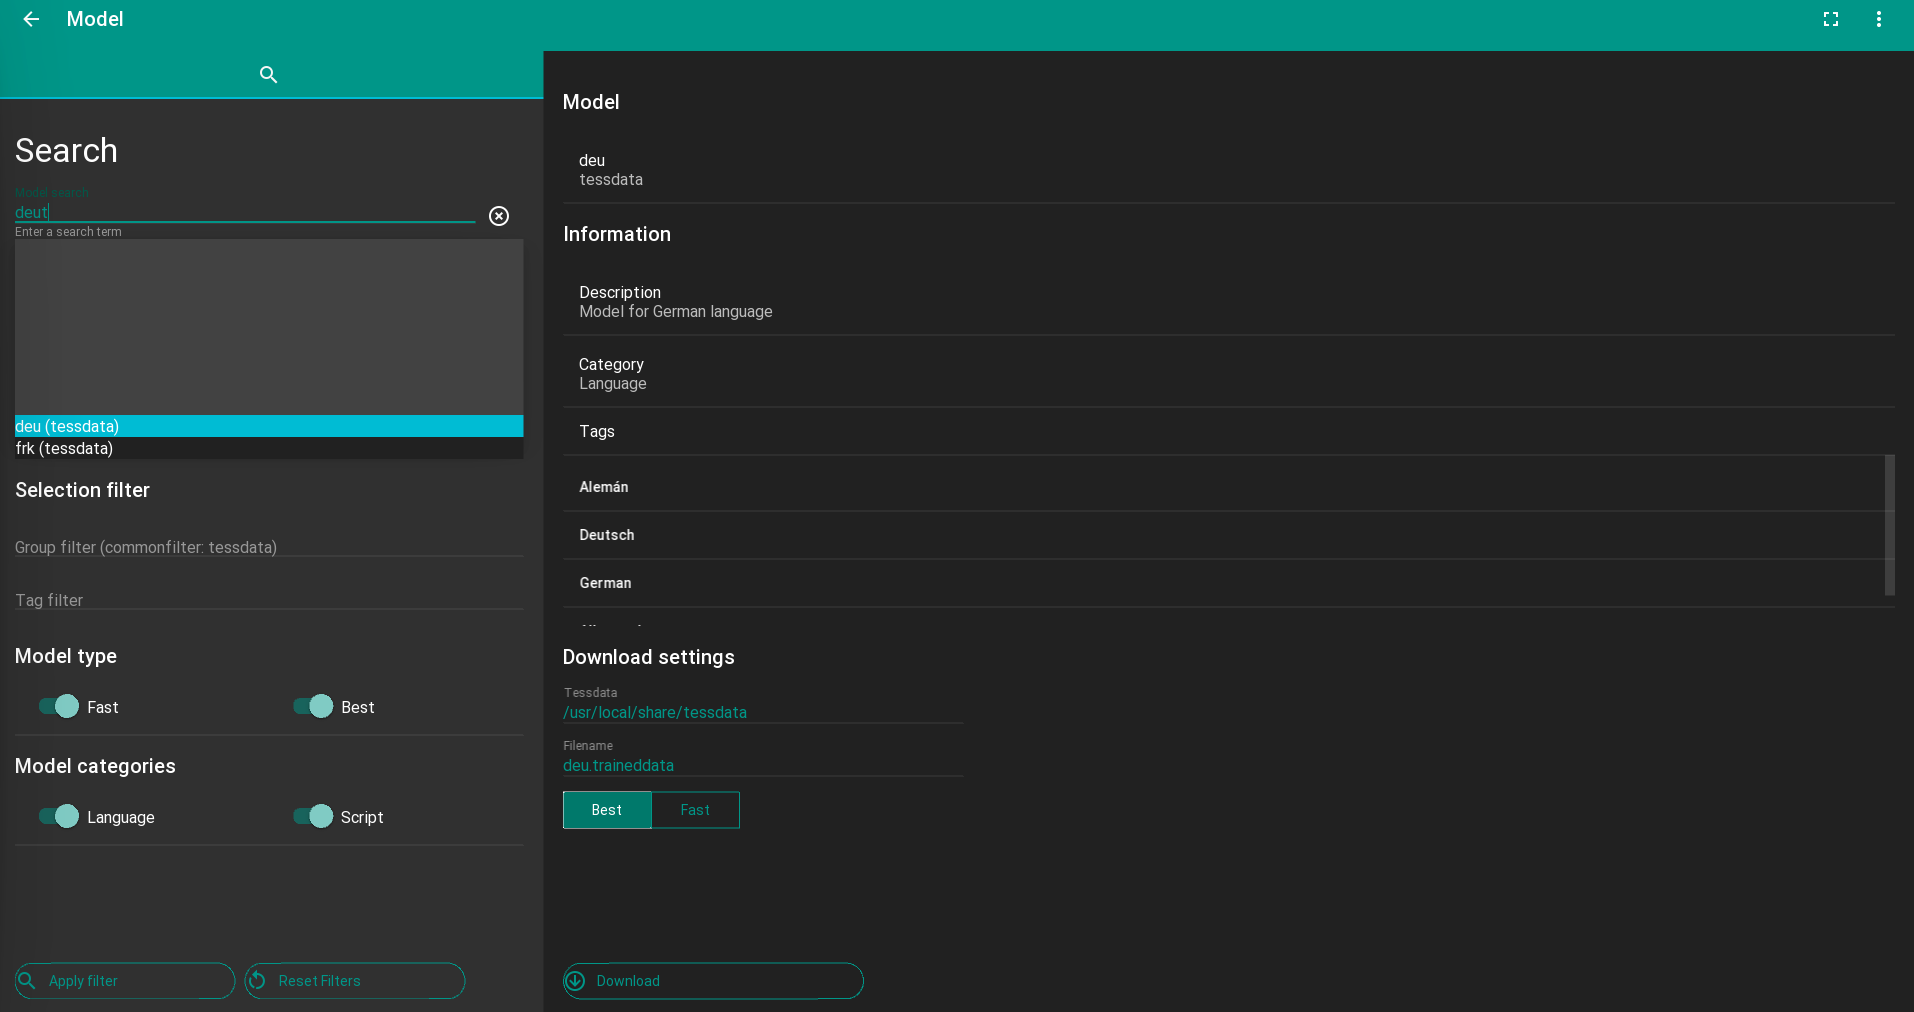 Model
Search
Model search
deut
Enter a search term
deu (tessdata)
frk (tessdata)
Selection filter
Group filter (commonfilter: tessdata)
Tag filter
Model type
Fast
Best
Model categories
Language
Script
Apply filter
Reset Filters
Model
deu
tessdata
Information
Description
Model for German language
Category
Language
Tags
Alemán
Deutsch
German
Download settings
Tessdata
/usr/local/share/tessdata
Filename
deu.traineddata
Best
Fast
Download